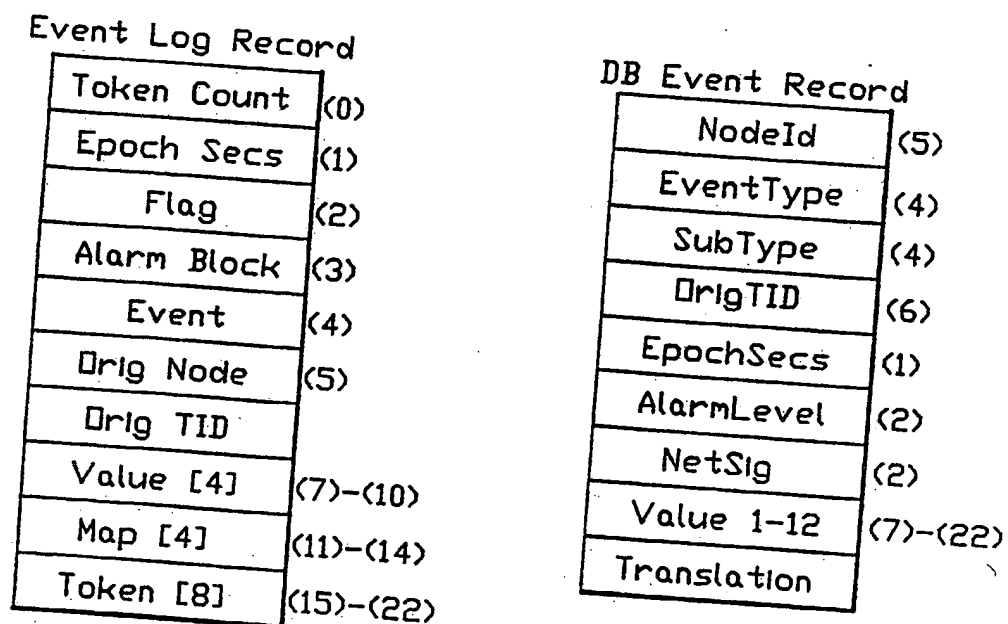 Event Log Record
Token Count (0)
Epoch Secs (1)
Flag (2)
Alarm Block (3)
Event (4)
Orig Node (5)
Orig TID
Value [4] (7)-(10)
Map [4] (11)-(14)
Token [8] (15)-(22)
DB Event Record
NodeId (5)
EventType (4)
SubType (4)
OrigTID (6)
EpochSecs (1)
AlarmLevel (2)
NetSig (2)
Value 1-12 (7)-(22)
Translation